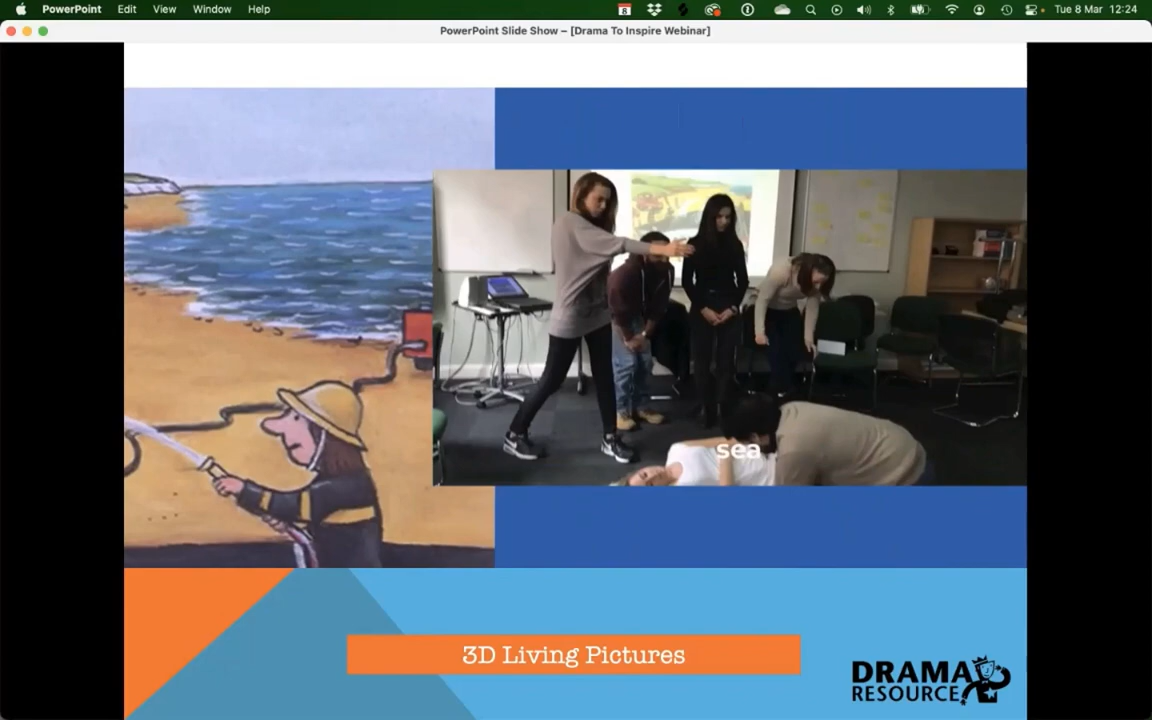 PowerPoint Edit View Window Help
8
Tue 8 Mar 12:24
PowerPoint Slide Show – [Drama To Inspire Webinar]
sea
3D Living Pictures
DRAMA
RESOURCE